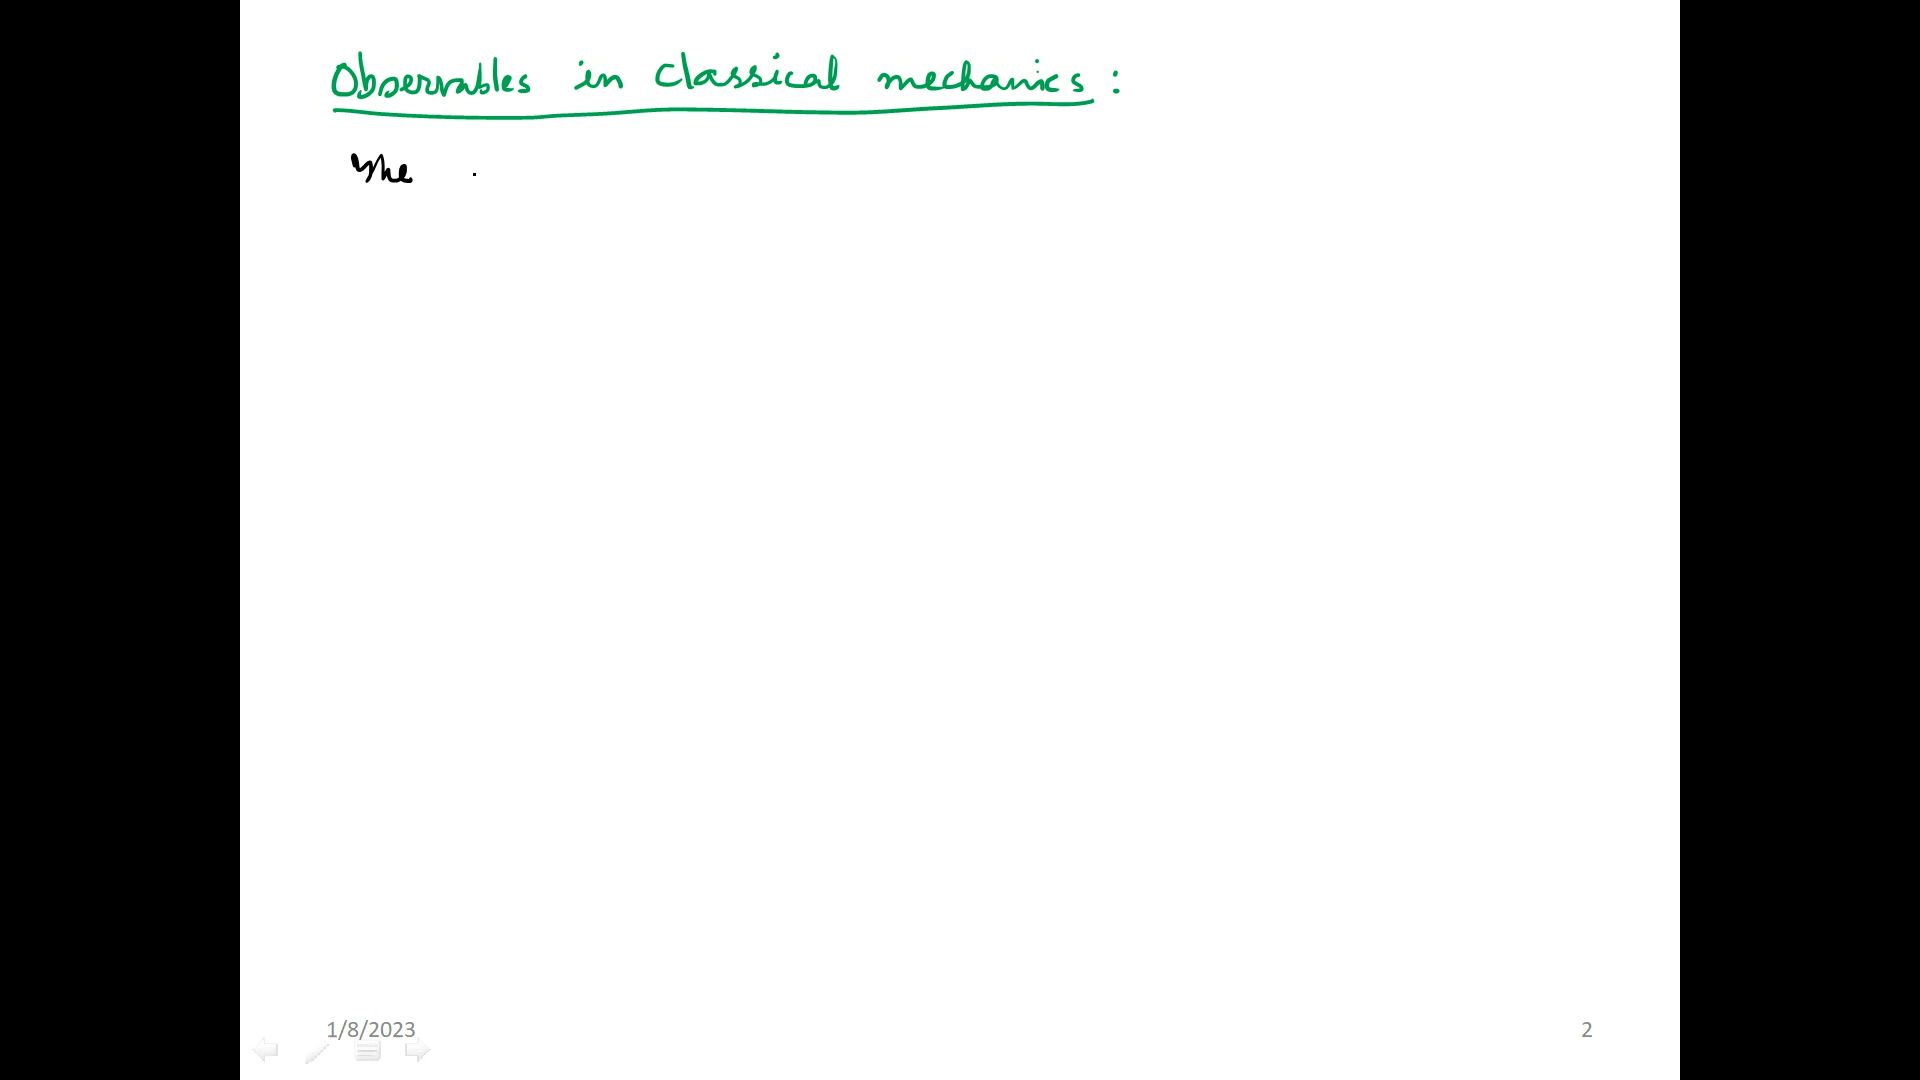 Observables in Classical mechanics :
The
1/8/2023
2